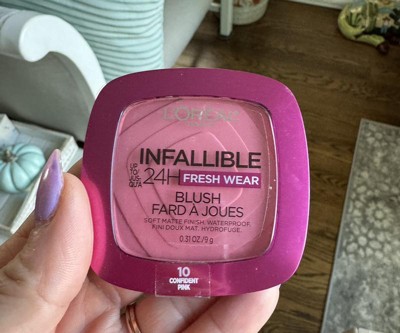 L'ORÉAL
INFALLIBLE
UP TO JUSQU'À 24H FRESH WEAR
BLUSH
FARD À JOUES
SOFT MATTE FINISH, WATERPROOF
FINI DOUX MAT, HYDROFUGE.
0.31 OZ/9 g
10
CONFIDENT
PINK